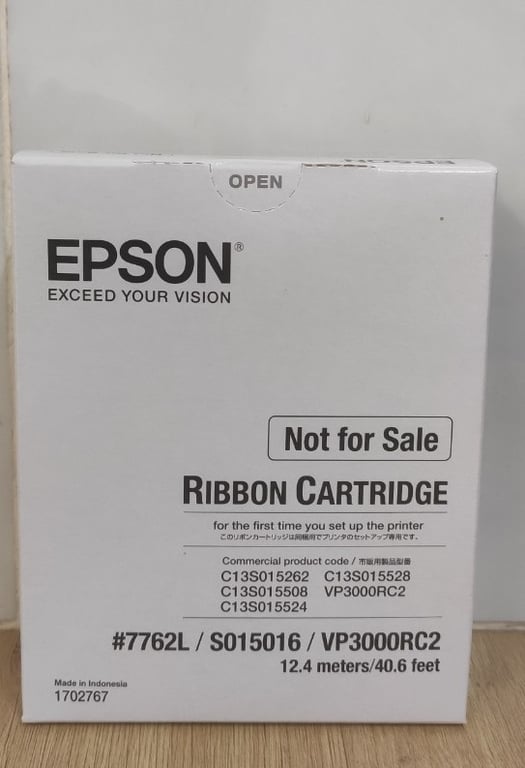 OPEN
EPSON®
EXCEED YOUR VISION
Not for Sale
RIBBON CARTRIDGE
for the first time you set up the printer
このリボンカートリッジは同梱用でプリンタのセットアップ専用です。
Commercial product code / 市販用製品型番
C13S015262 C13S015528
C13S015508 VP3000RC2
C13S015524
#7762L / S015016 / VP3000RC2
12.4 meters/40.6 feet
Made in Indonesia
1702767